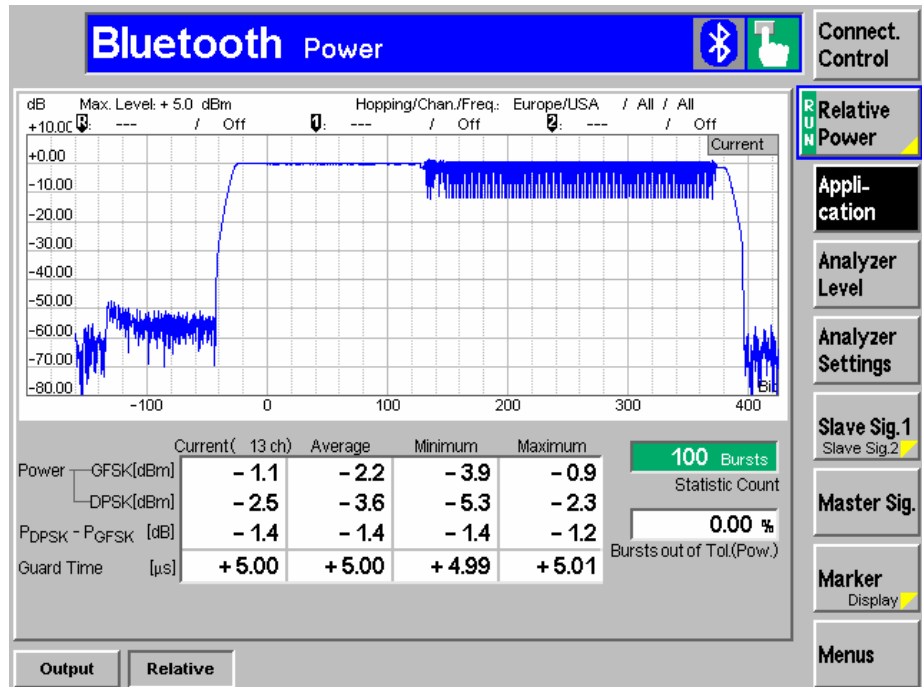 Bluetooth Power
Connect. Control
dB Max. Level: + 5.0 dBm Hopping/Chan./Freq.: Europe/USA / All / All
R: --- / Off 1: --- / Off 2: --- / Off
Current
+10.00
+0.00
-10.00
-20.00
-30.00
-40.00
-50.00
-60.00
-70.00
-80.00
-100 0 100 200 300 400
Bit
Current( 13 ch) Average Minimum Maximum
Power GFSK[dBm] - 1.1 - 2.2 - 3.9 - 0.9
DPSK[dBm] - 2.5 - 3.6 - 5.3 - 2.3
PDPSK - PGFSK [dB] - 1.4 - 1.4 - 1.4 - 1.2
Guard Time [µs] + 5.00 + 5.00 + 4.99 + 5.01
100 Bursts
Statistic Count
0.00 %
Bursts out of Tol.(Pow.)
RUN
Relative Power
Appli-
cation
Analyzer
Level
Analyzer
Settings
Slave Sig.1
Slave Sig.2
Master Sig.
Marker
Display
Menus
Output
Relative